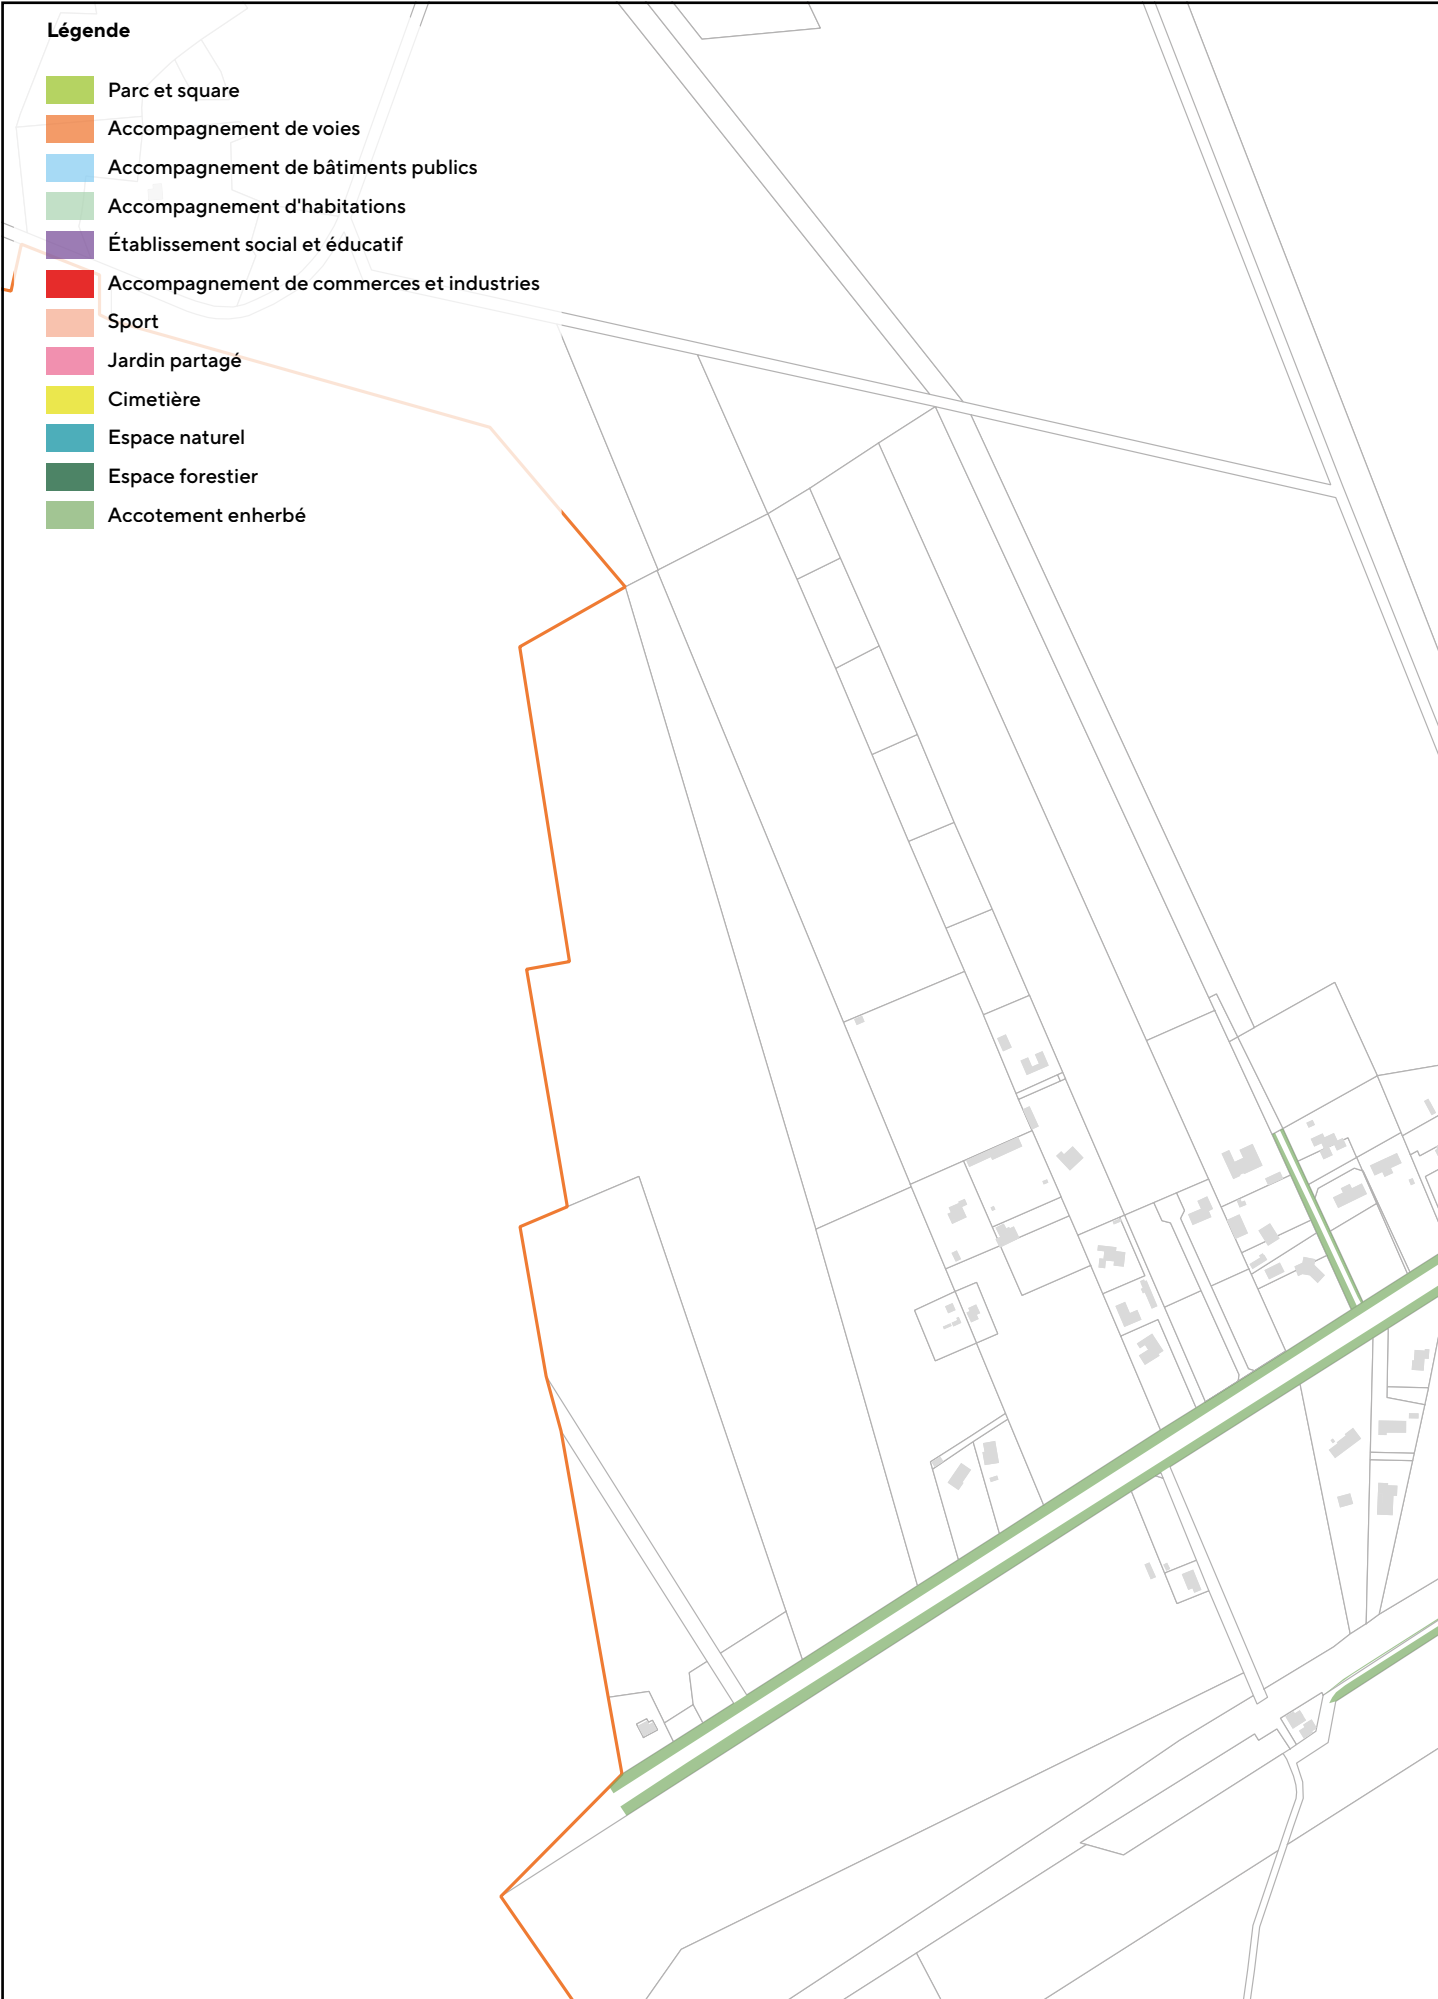 Légende
Parc et square
Accompagnement de voies
Accompagnement de bâtiments publics
Accompagnement d'habitations
Établissement social et éducatif
Accompagnement de commerces et industries
Sport
Jardin partagé
Cimetière
Espace naturel
Espace forestier
Accotement enherbé